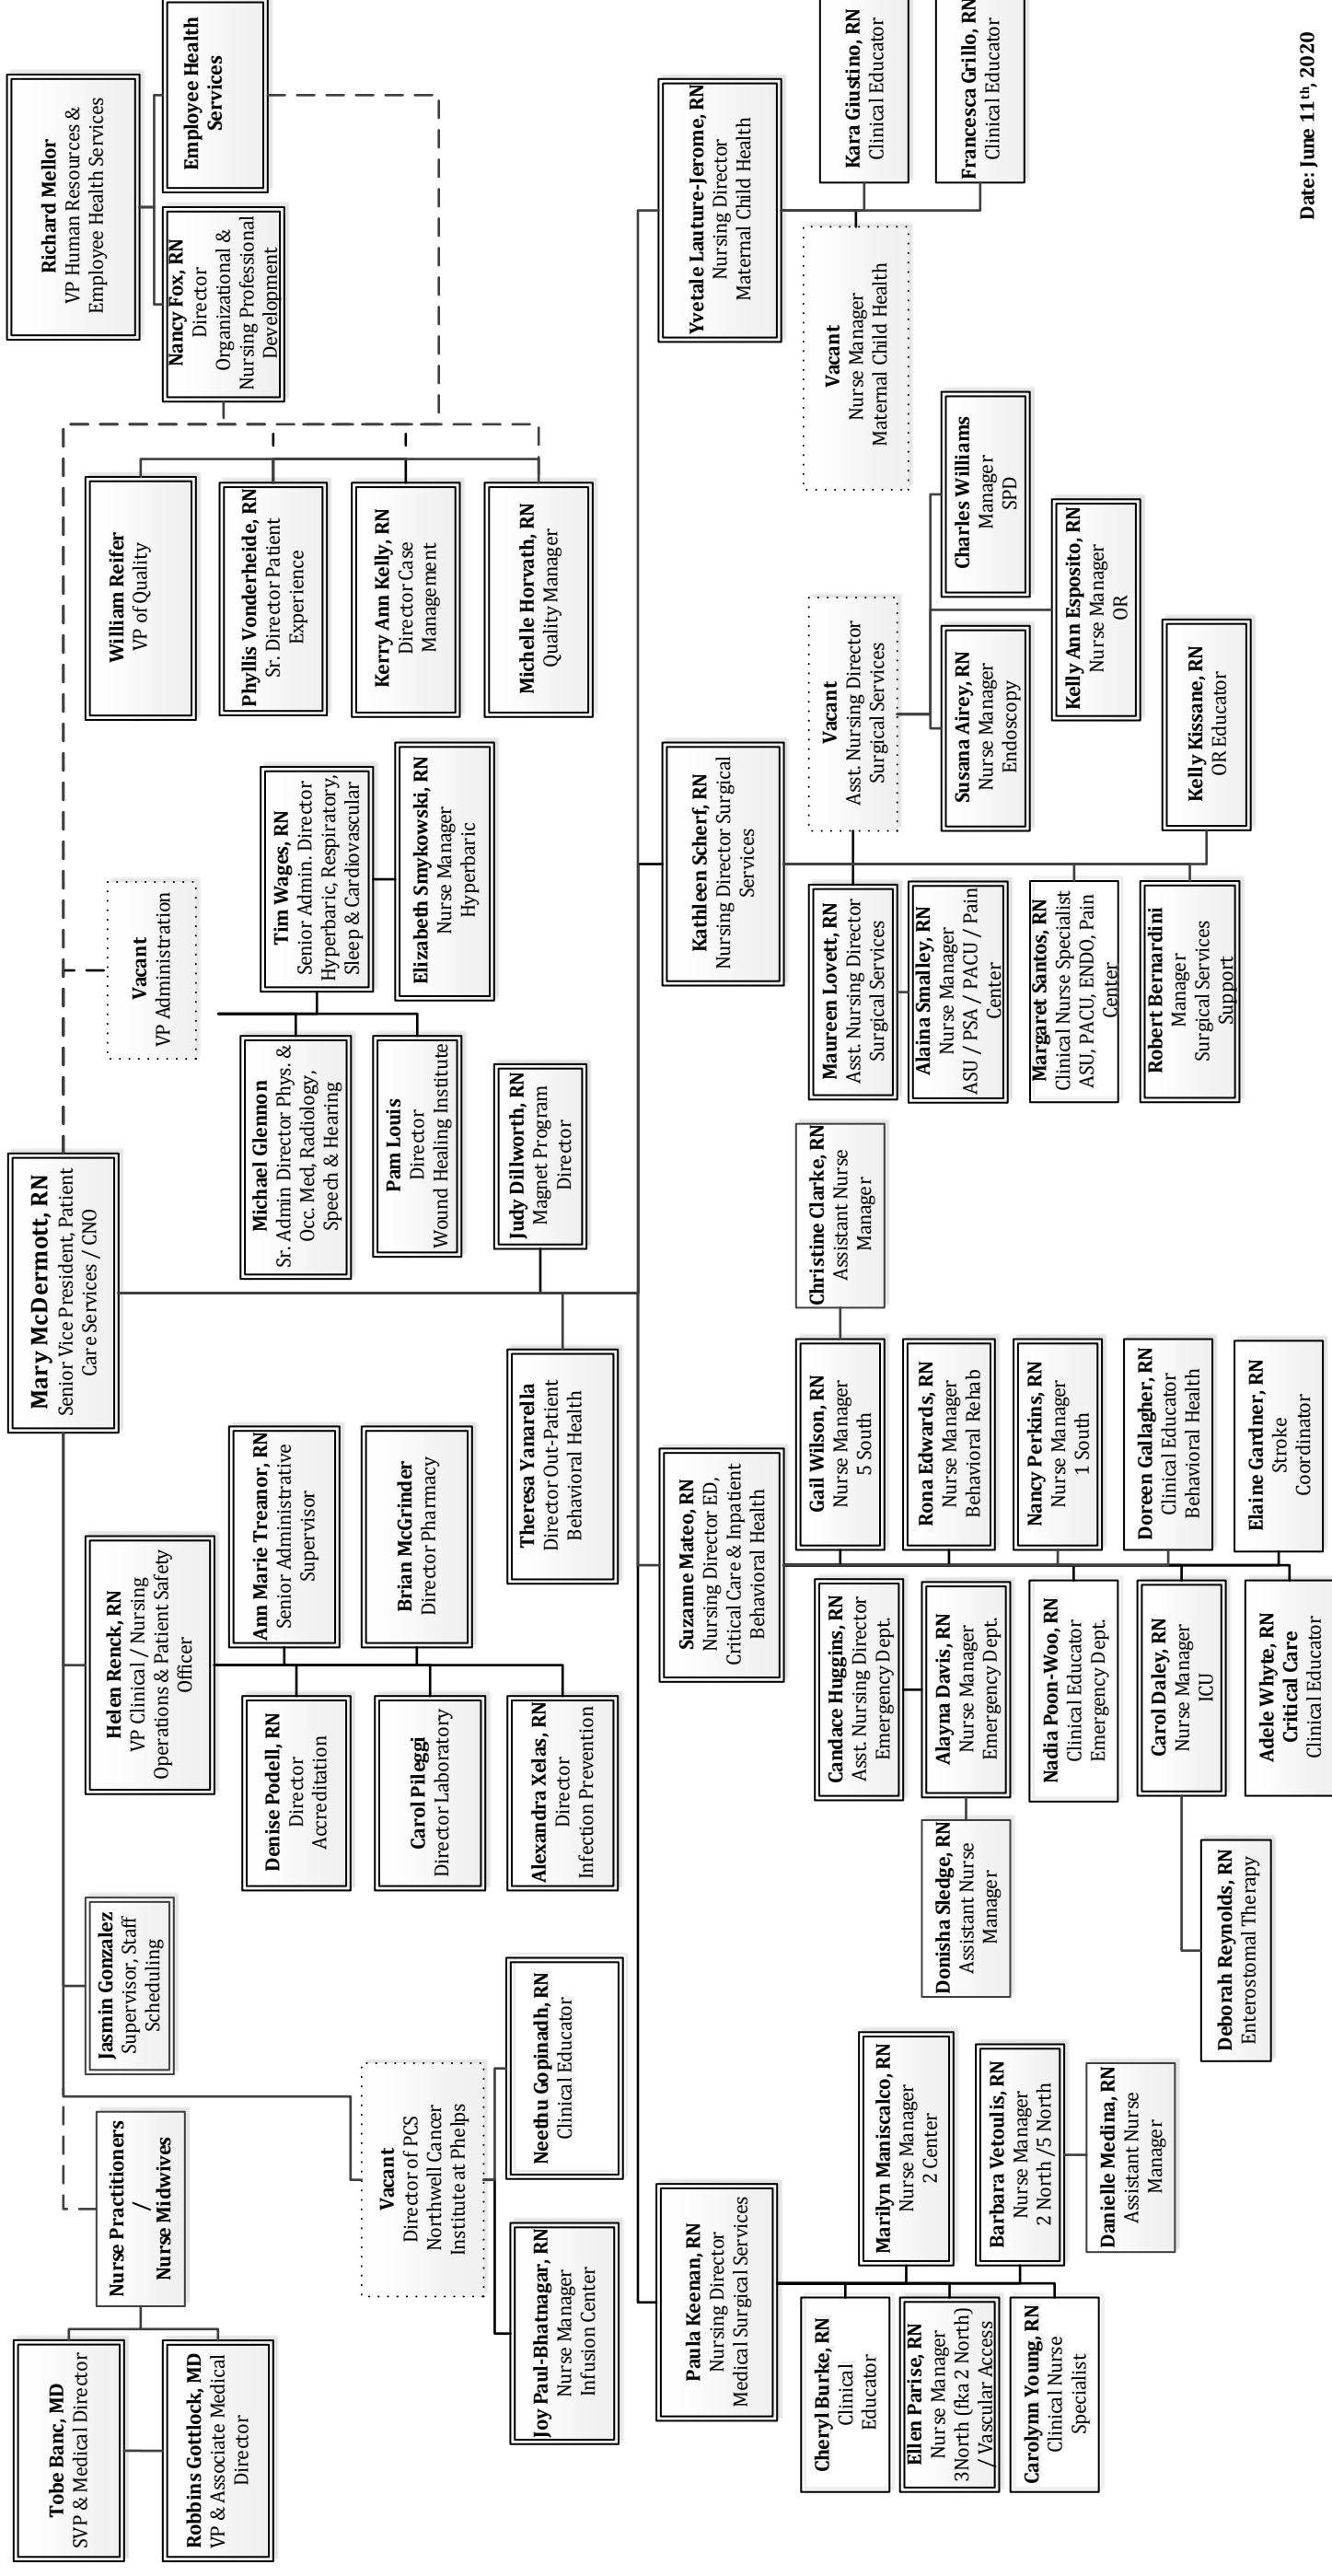 Mary McDermott, RN
Senior Vice President, Patient
Care Services / CNO
Richard Mellor
VP Human Resources &
Employee Health Services
Nancy Fox, RN
Director
Organizational &
Nursing Professional
Development
Employee Health
Services
Tobe Banc, MD
SVP & Medical Director
Robbins Gottlock, MD
VP & Associate Medical
Director
Nurse Practitioners
/
Nurse Midwives
Jasmin Gonzalez
Supervisor, Staff
Scheduling
Helen Renck, RN
VP Clinical / Nursing
Operations & Patient Safety
Officer
Denise Podell, RN
Director
Accreditation
Ann Marie Treanor, RN
Senior Administrative
Supervisor
Carol Pileggi
Director Laboratory
Brian McGrinder
Director Pharmacy
Alexandra Xelas, RN
Director
Infection Prevention
Vacant
Director of PCS
Northwell Cancer
Institute at Phelps
Joy Paul-Bhatnagar, RN
Nurse Manager
Infusion Center
Neethu Gopinadh, RN
Clinical Educator
Theresa Yanarella
Director Out-Patient
Behavioral Health
Judy Dillworth, RN
Magnet Program
Director
Vacant
VP Administration
Michael Glennon
Sr. Admin Director Phys. &
Occ. Med, Radiology,
Speech & Hearing
Tim Wages, RN
Senior Admin. Director
Hyperbaric, Respiratory,
Sleep & Cardiovascular
Pam Louis
Director
Wound Healing Institute
Elizabeth Smykowski, RN
Nurse Manager
Hyperbaric
William Reifer
VP of Quality
Phyllis Vonderheide, RN
Sr. Director Patient
Experience
Kerry Ann Kelly, RN
Director Case
Management
Michelle Horvath, RN
Quality Manager
Paula Keenan, RN
Nursing Director
Medical Surgical Services
Cheryl Burke, RN
Clinical
Educator
Ellen Parise, RN
Nurse Manager
3North (fka 2 North)
/ Vascular Access
Carolynn Young, RN
Clinical Nurse
Specialist
Marilyn Maniscalco, RN
Nurse Manager
2 Center
Barbara Vetoulis, RN
Nurse Manager
2 North /5 North
Danielle Medina, RN
Assistant Nurse
Manager
Suzanne Mateo, RN
Nursing Director ED,
Critical Care & Inpatient
Behavioral Health
Candace Huggins, RN
Asst. Nursing Director
Emergency Dept.
Alayna Davis, RN
Nurse Manager
Emergency Dept.
Donisha Sledge, RN
Assistant Nurse
Manager
Nadia Poon-Woo, RN
Clinical Educator
Emergency Dept.
Carol Daley, RN
Nurse Manager
ICU
Deborah Reynolds, RN
Enterostomal Therapy
Adele Whyte, RN
Critical Care
Clinical Educator
Gail Wilson, RN
Nurse Manager
5 South
Christine Clarke, RN
Assistant Nurse
Manager
Rona Edwards, RN
Nurse Manager
Behavioral Rehab
Nancy Perkins, RN
Nurse Manager
1 South
Doreen Gallagher, RN
Clinical Educator
Behavioral Health
Elaine Gardner, RN
Stroke
Coordinator
Kathleen Scherf, RN
Nursing Director Surgical
Services
Maureen Lovett, RN
Asst. Nursing Director
Surgical Services
Alaina Smalley, RN
Nurse Manager
ASU / PSA / PACU / Pain
Center
Margaret Santos, RN
Clinical Nurse Specialist
ASU, PACU, ENDO, Pain
Center
Robert Bernardini
Manager
Surgical Services
Support
Vacant
Asst. Nursing Director
Surgical Services
Susana Airey, RN
Nurse Manager
Endoscopy
Charles Williams
Manager
SPD
Kelly Ann Esposito, RN
Nurse Manager
OR
Kelly Kissane, RN
OR Educator
Yvetale Lauture-Jerome, RN
Nursing Director
Maternal Child Health
Vacant
Nurse Manager
Maternal Child Health
Kara Giustino, RN
Clinical Educator
Francesca Grillo, RN
Clinical Educator
Date: June 11th, 2020